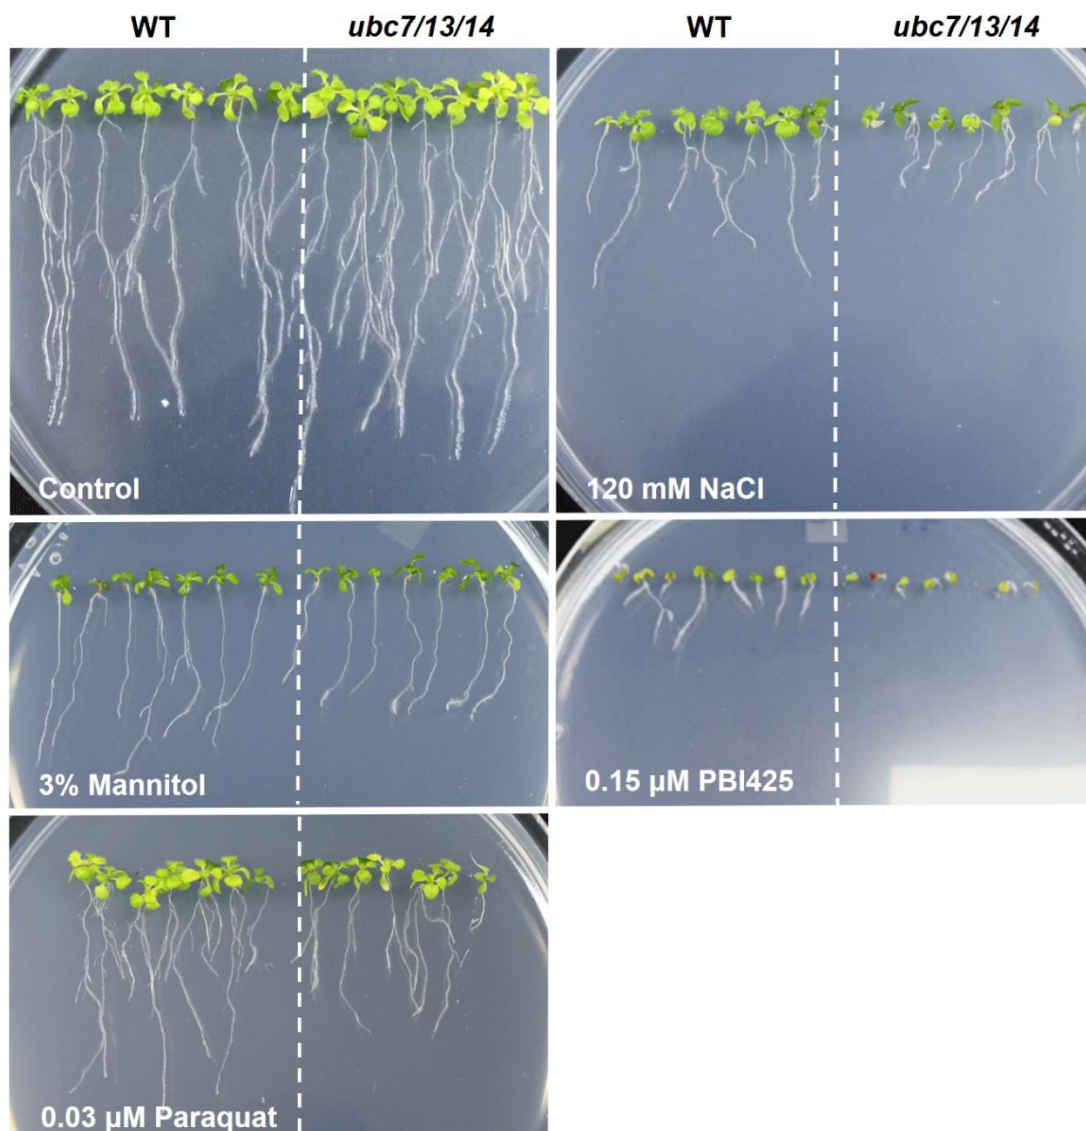 WT
ubc7/13/14
WT
ubc7/13/14
Control
120 mM NaCl
3% Mannitol
0.15 µM PBI425
0.03 µM Paraquat